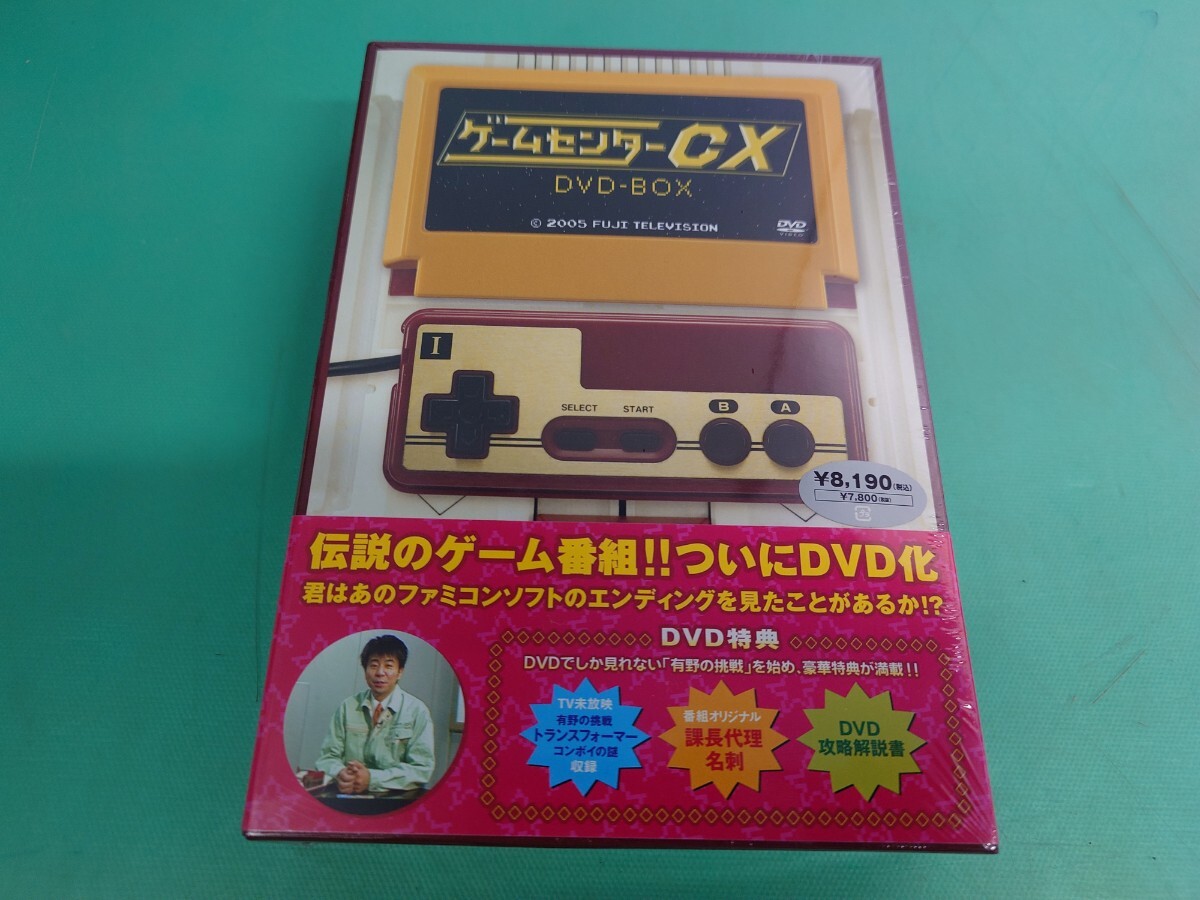 ゲームセンターCX
DVD-BOX
© 2005 FUJI TELEVISION
DVD
VIDEO
I
SELECT
START
B
A
¥8,190(税込)
¥7,800(税抜)
伝説のゲーム番組!!ついにDVD化
君はあのファミコンソフトのエンディングを見たことがあるか!?
DVD特典
DVDでしか見れない「有野の挑戦」を始め、豪華特典が満載!!
TV未放映
有野の挑戦
トランスフォーマー
コンボイの謎
収録
番組オリジナル
課長代理
名刺
DVD
攻略解説書